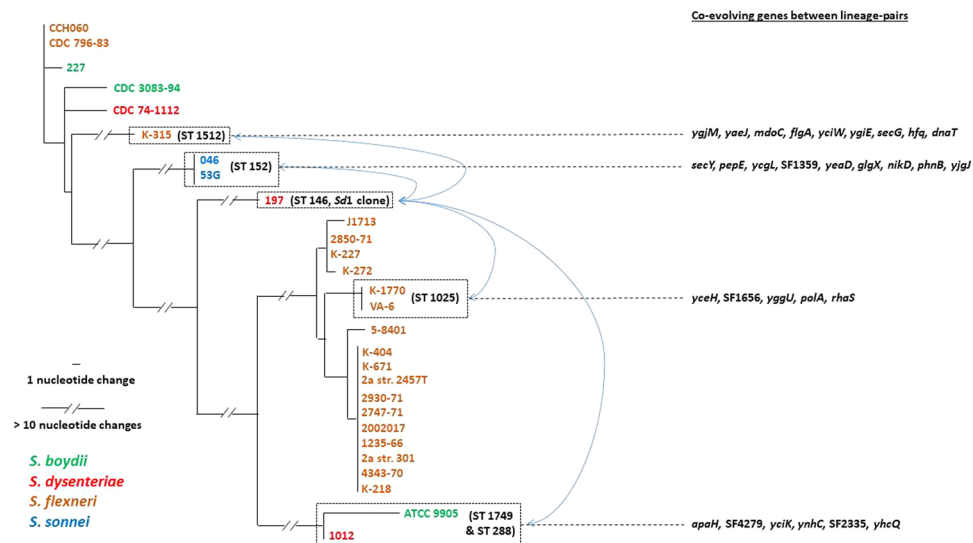 Co-evolving genes between lineage-pairs
CCH060
CDC 796-83
227
CDC 3083-94
CDC 74-1112
K-315 (ST 1512)
ygjM, yaeJ, mdoC, flgA, yciW, ygiE, secG, hfq, dnaT
046
53G
(ST 152)
secY, pepE, ycgL, SF1359, yeaD, glgX, nikD, phnB, yjgJ
197 (ST 146, Sd1 clone)
J1713
2850-71
K-227
K-272
K-1770
VA-6
(ST 1025)
yceH, SF1656, yggU, polA, rhaS
5-8401
K-404
K-671
2a str. 2457T
2930-71
2747-71
2002017
1235-66
2a str. 301
4343-70
K-218
1 nucleotide change
> 10 nucleotide changes
S. boydii
S. dysenteriae
S. flexneri
S. sonnei
ATCC 9905
1012
(ST 1749
& ST 288)
apaH, SF4279, yciK, ynhC, SF2335, yhcQ